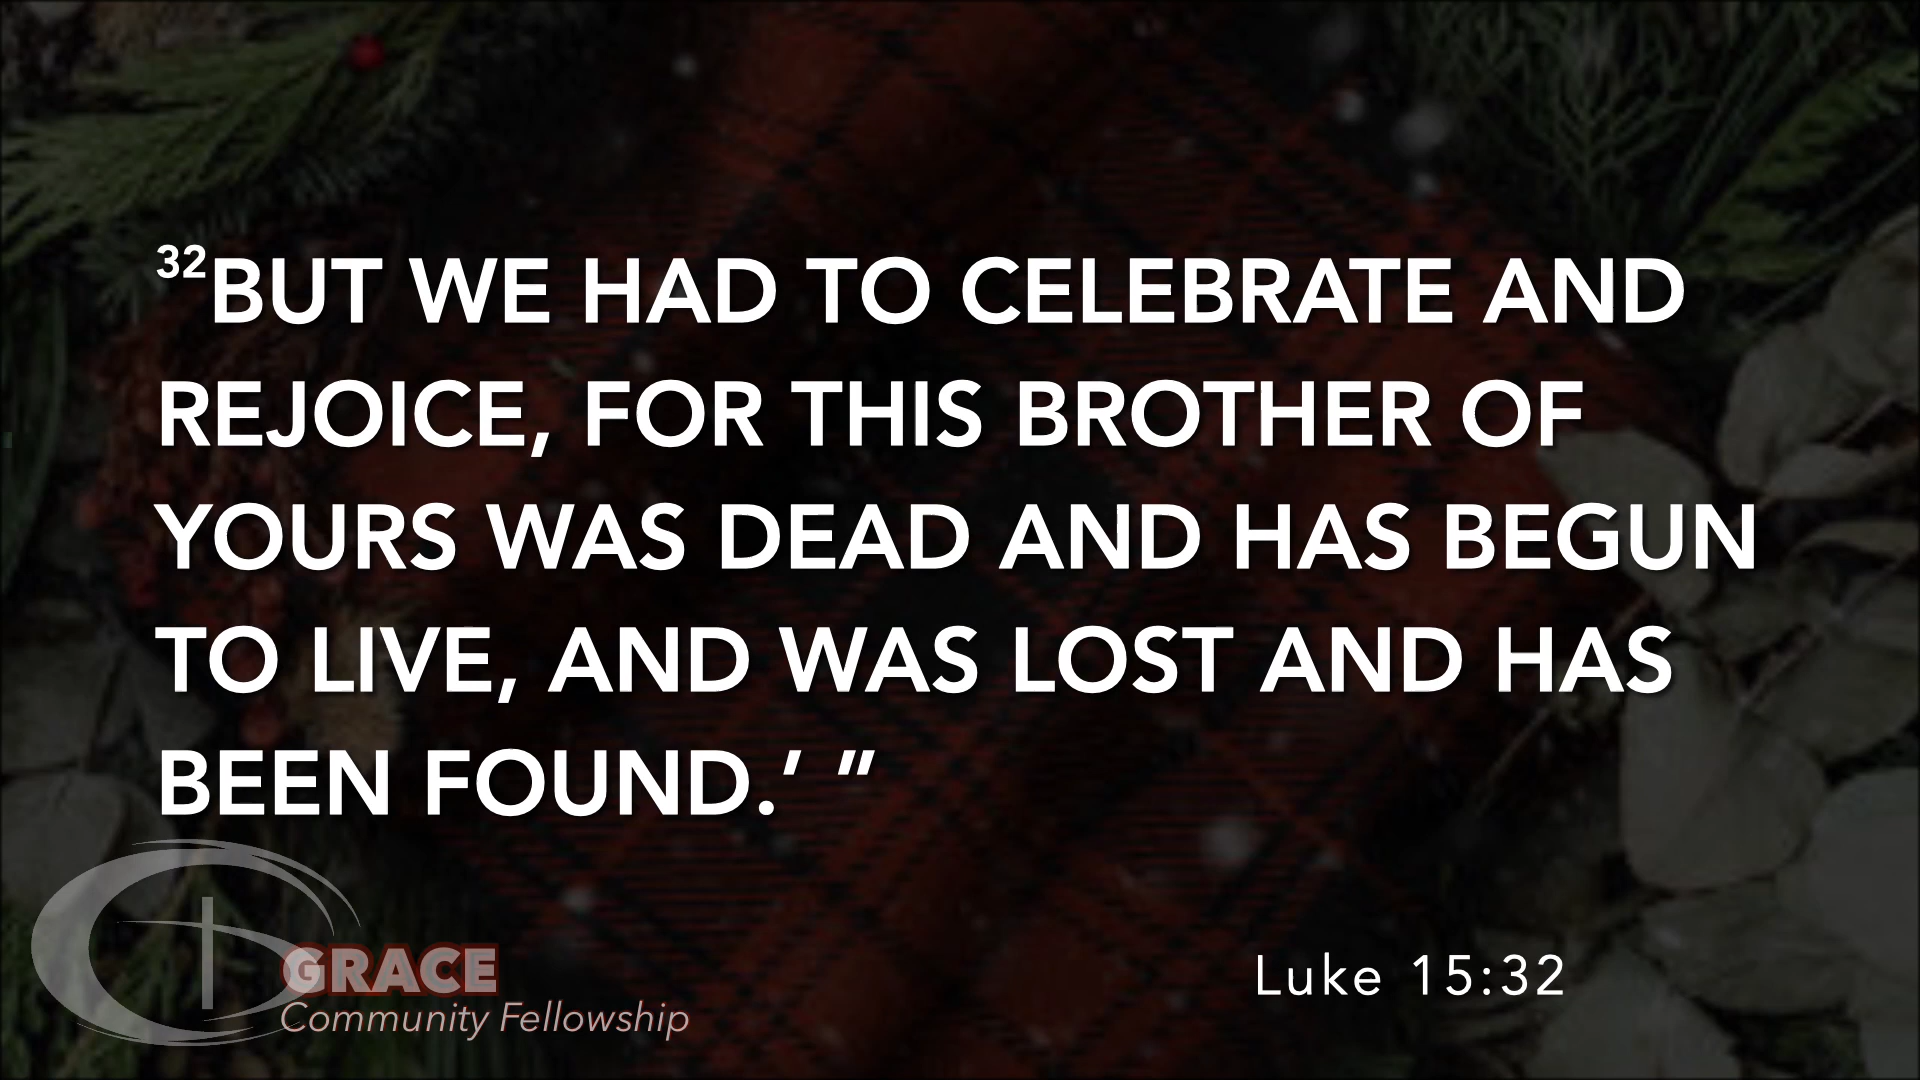 ³²BUT WE HAD TO CELEBRATE AND
REJOICE, FOR THIS BROTHER OF
YOURS WAS DEAD AND HAS BEGUN
TO LIVE, AND WAS LOST AND HAS
BEEN FOUND.’ ”
GRACE
Community Fellowship
Luke 15:32